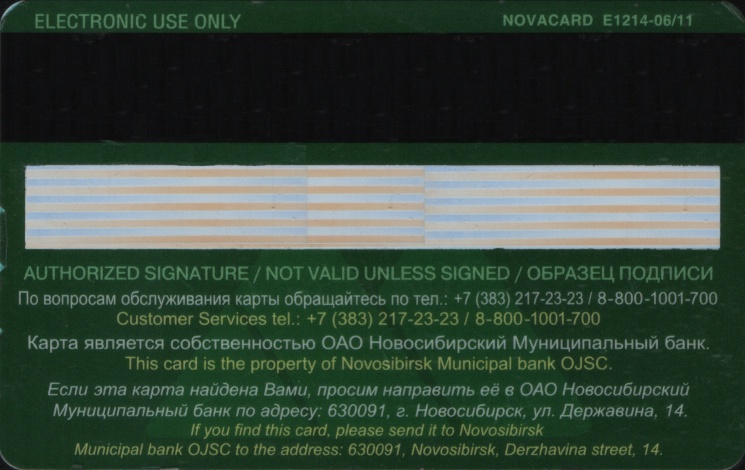 ELECTRONIC USE ONLY
NOVACARD E1214-06/11
AUTHORIZED SIGNATURE / NOT VALID UNLESS SIGNED / ОБРАЗЕЦ ПОДПИСИ
По вопросам обслуживания карты обращайтесь по тел.: +7 (383) 217-23-23 / 8-800-1001-700
Customer Services tel.: +7 (383) 217-23-23 / 8-800-1001-700
Карта является собственностью ОАО Новосибирский Муниципальный банк.
This card is the property of Novosibirsk Municipal bank OJSC.
Если эта карта найдена Вами, просим направить её в ОАО Новосибирский
Муниципальный банк по адресу: 630091, г. Новосибирск, ул. Державина, 14.
If you find this card, please send it to Novosibirsk
Municipal bank OJSC to the address: 630091, Novosibirsk, Derzhavina street, 14.